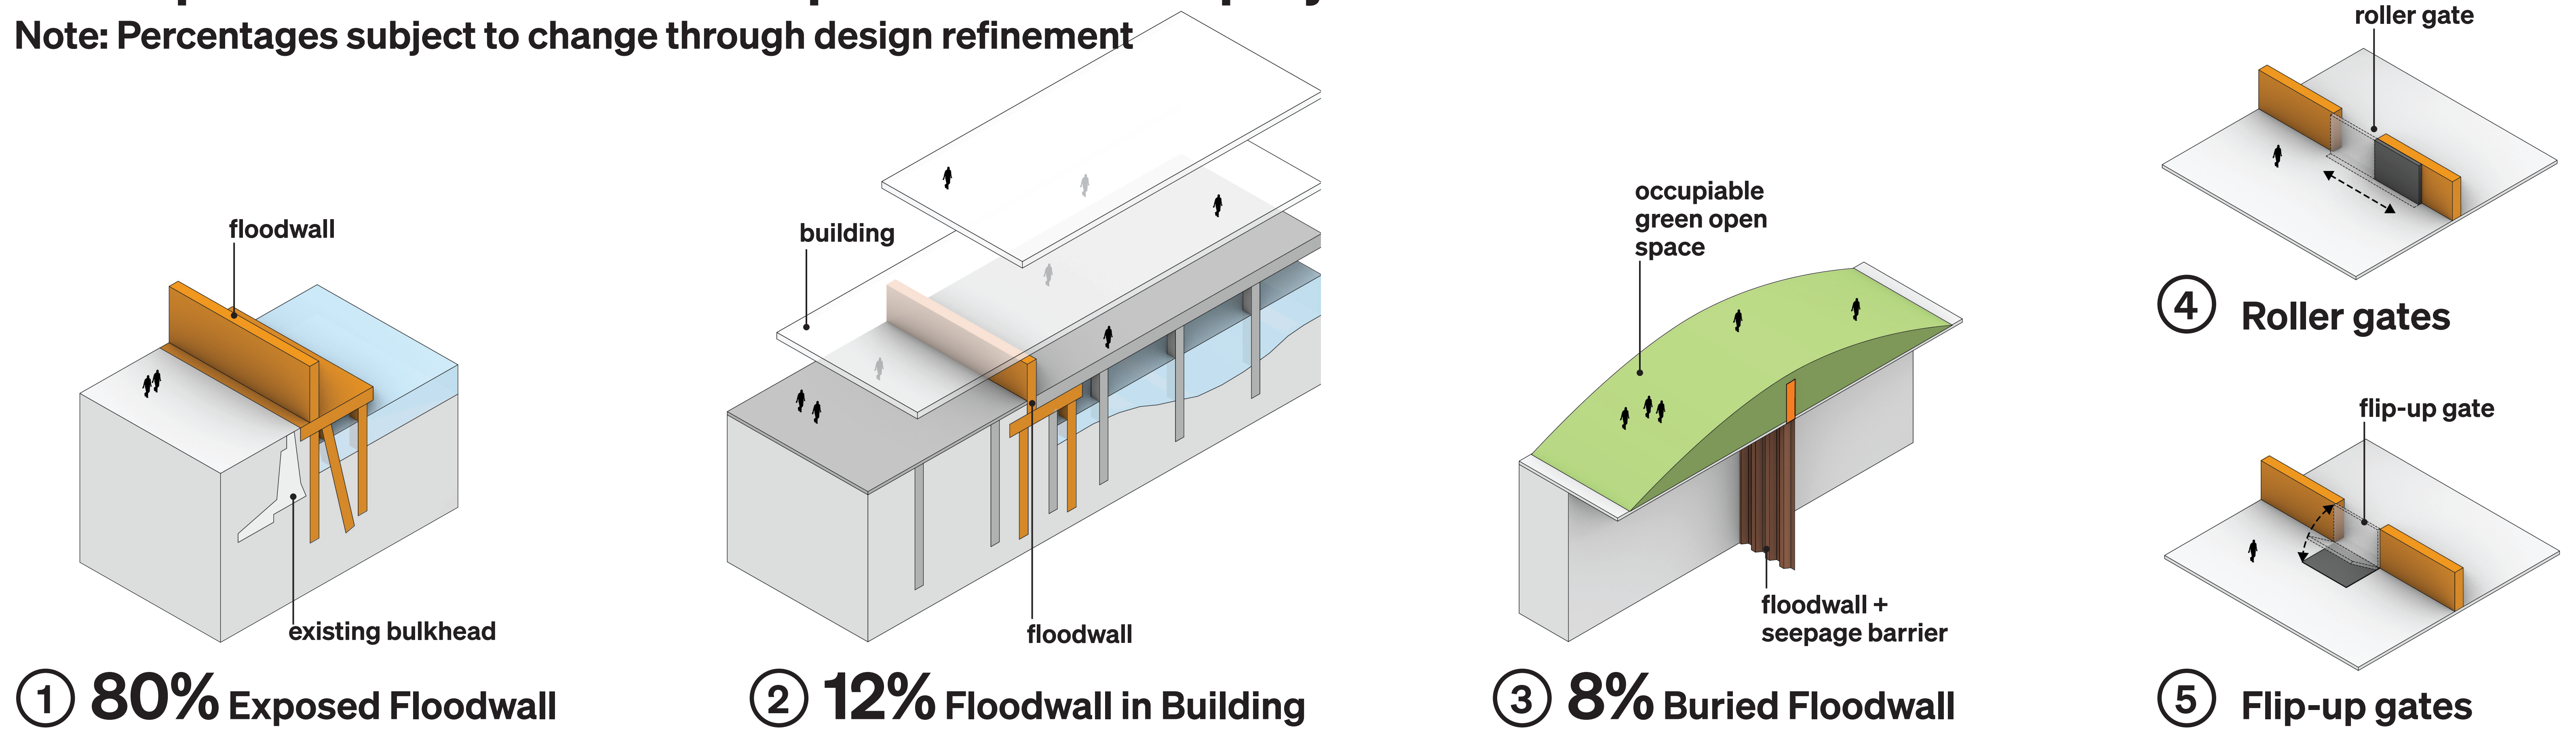 Note: Percentages subject to change through design refinement
floodwall
existing bulkhead
1 80% Exposed Floodwall
building
floodwall
2 12% Floodwall in Building
occupiable
green open
space
floodwall +
seepage barrier
3 8% Buried Floodwall
roller gate
4 Roller gates
flip-up gate
5 Flip-up gates